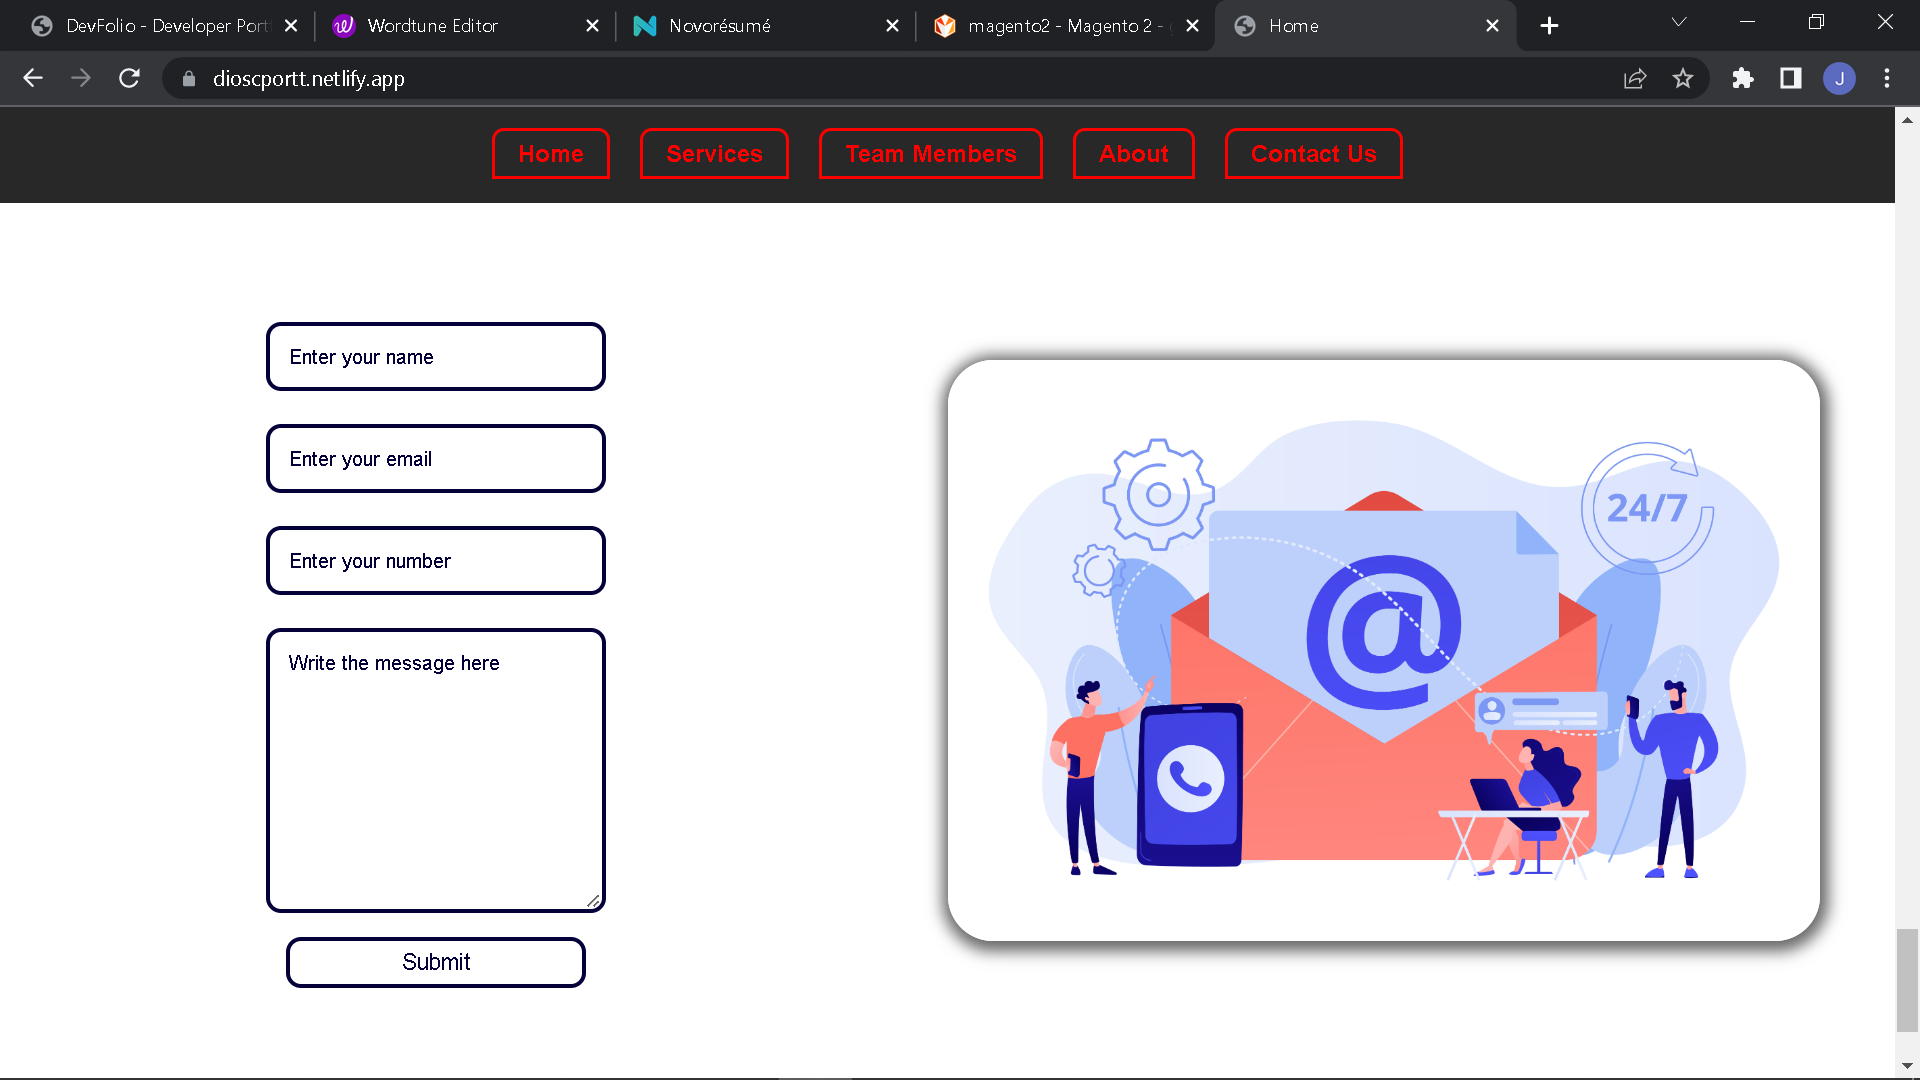 DevFolio - Developer Port
Wordtune Editor
Novorésumé
magento2 - Magento 2 -
Home
dioscportt.netlify.app
J
Home
Services
Team Members
About
Contact Us
Enter your name
Enter your email
Enter your number
Write the message here
Submit
24/7
@